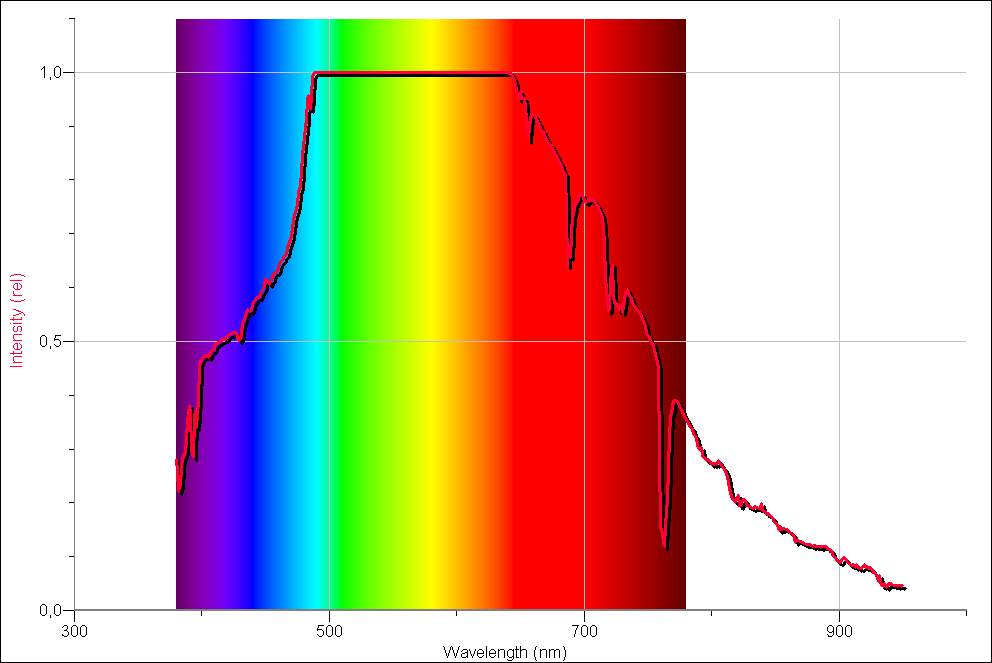 1,0
0,5
0,0
Intensity (rel)
300 500 700 900
Wavelength (nm)